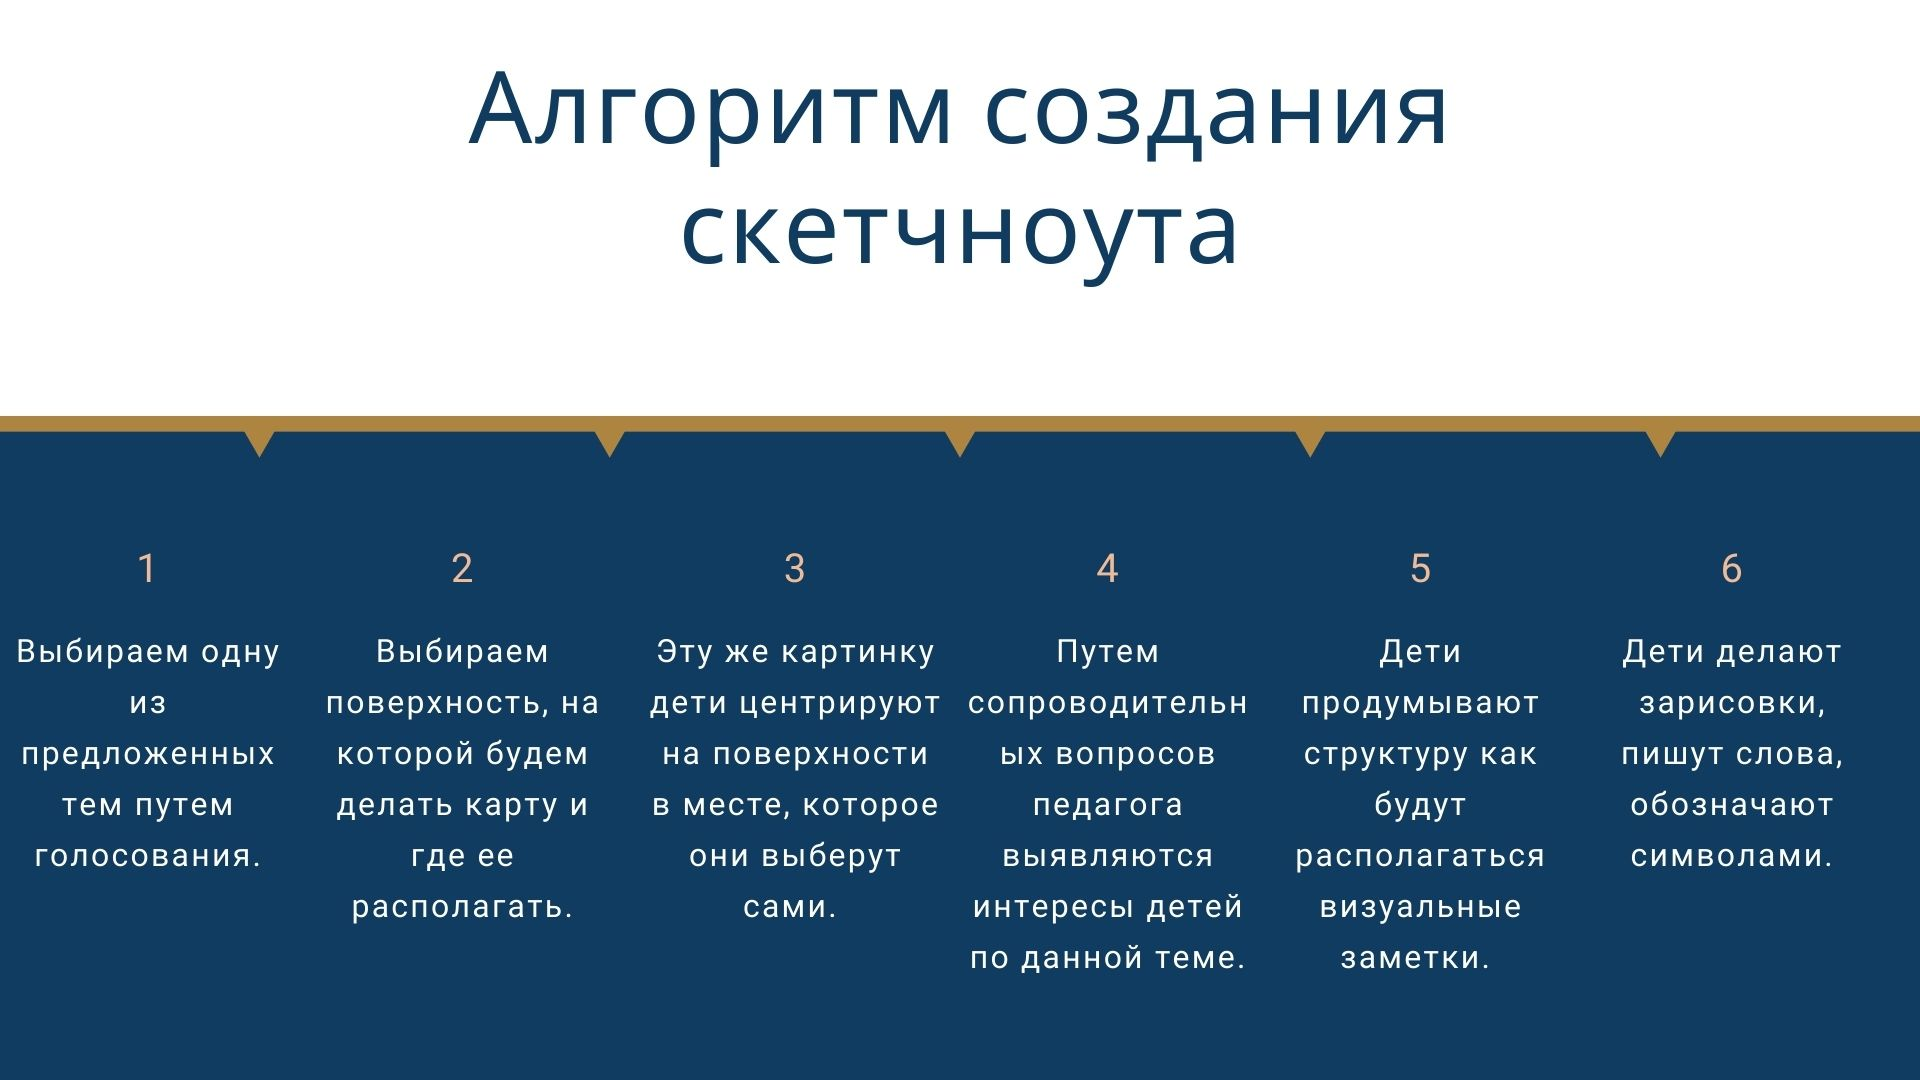 Алгоритм создания
скетчноута
1
Выбираем одну
из
предложенных
тем путем
голосования.
2
Выбираем
поверхность, на
которой будем
делать карту и
где ее
располагать.
3
Эту же картинку
дети центрируют
на поверхности
в месте, которое
они выберут
сами.
4
Путем
сопроводительн
ых вопросов
педагога
выявляются
интересы детей
по данной теме.
5
Дети
продумывают
структуру как
будут
располагаться
визуальные
заметки.
6
Дети делают
зарисовки,
пишут слова,
обозначают
символами.